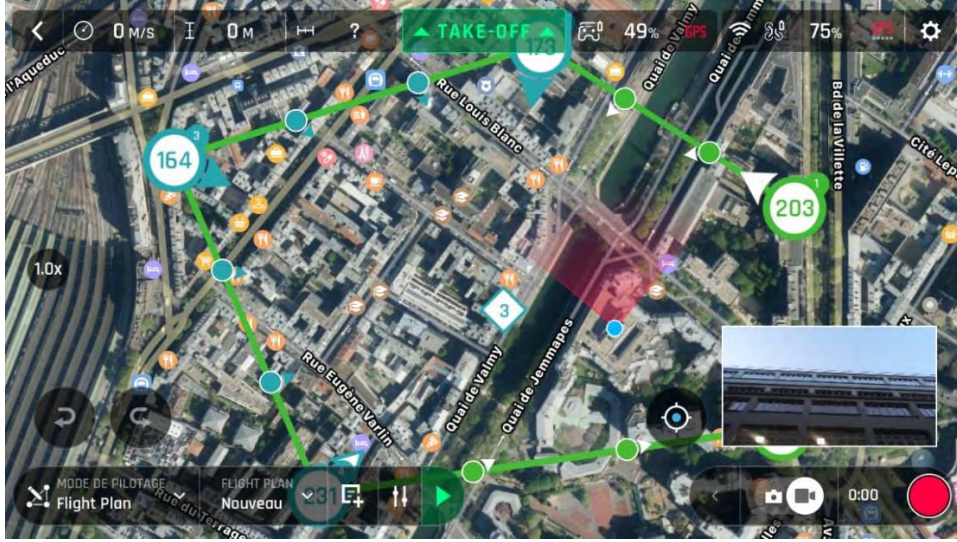 0 M/S
0 M
?
TAKE-OFF
49%
GPS
75%
173
l'Aqueduc
Quai de Valmy
Rue Louis Blanc
Bd de la Villette
3
164
1
203
1.0x
3
Quai de Valmy
Quai de Jemmapes
Rue Eugène Varlin
MODE DE PILOTAGE
Flight Plan
FLIGHT PLAN
Nouveau
231
0:00
Rue du Terrage